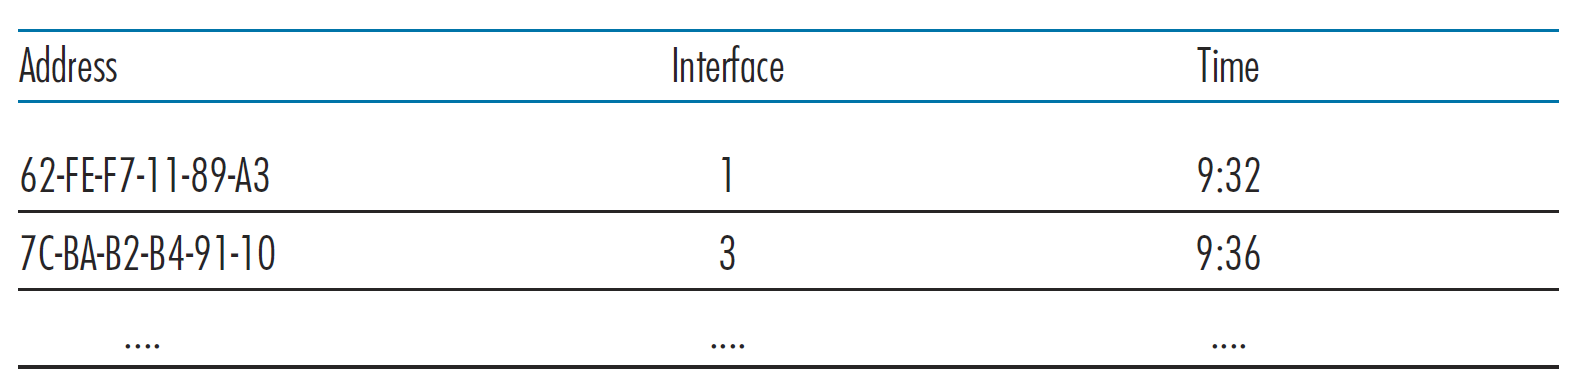 Address Interface Time
62-FE-F7-11-89-A3 1 9:32
7C-BA-B2-B4-91-10 3 9:36
.... .... ....